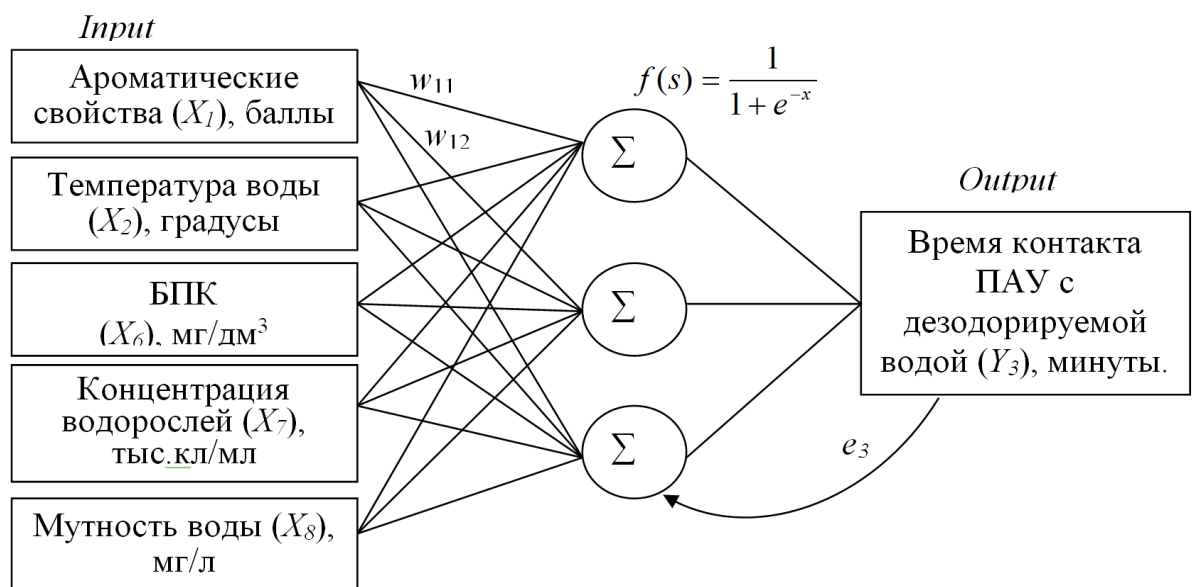 Input
Ароматические
свойства (X1), баллы
Температура воды
(X2), градусы
БПК
(X6), мг/дм³
Концентрация
водорослей (X7),
тыс.кл/мл
Мутность воды (X8),
мг/л
w11
w12
f(s) = 1 / (1 + e^{-x})
Σ
Σ
Σ
Output
Время контакта
ПАУ с
дезодорируемой
водой (Y3), минуты.
e3